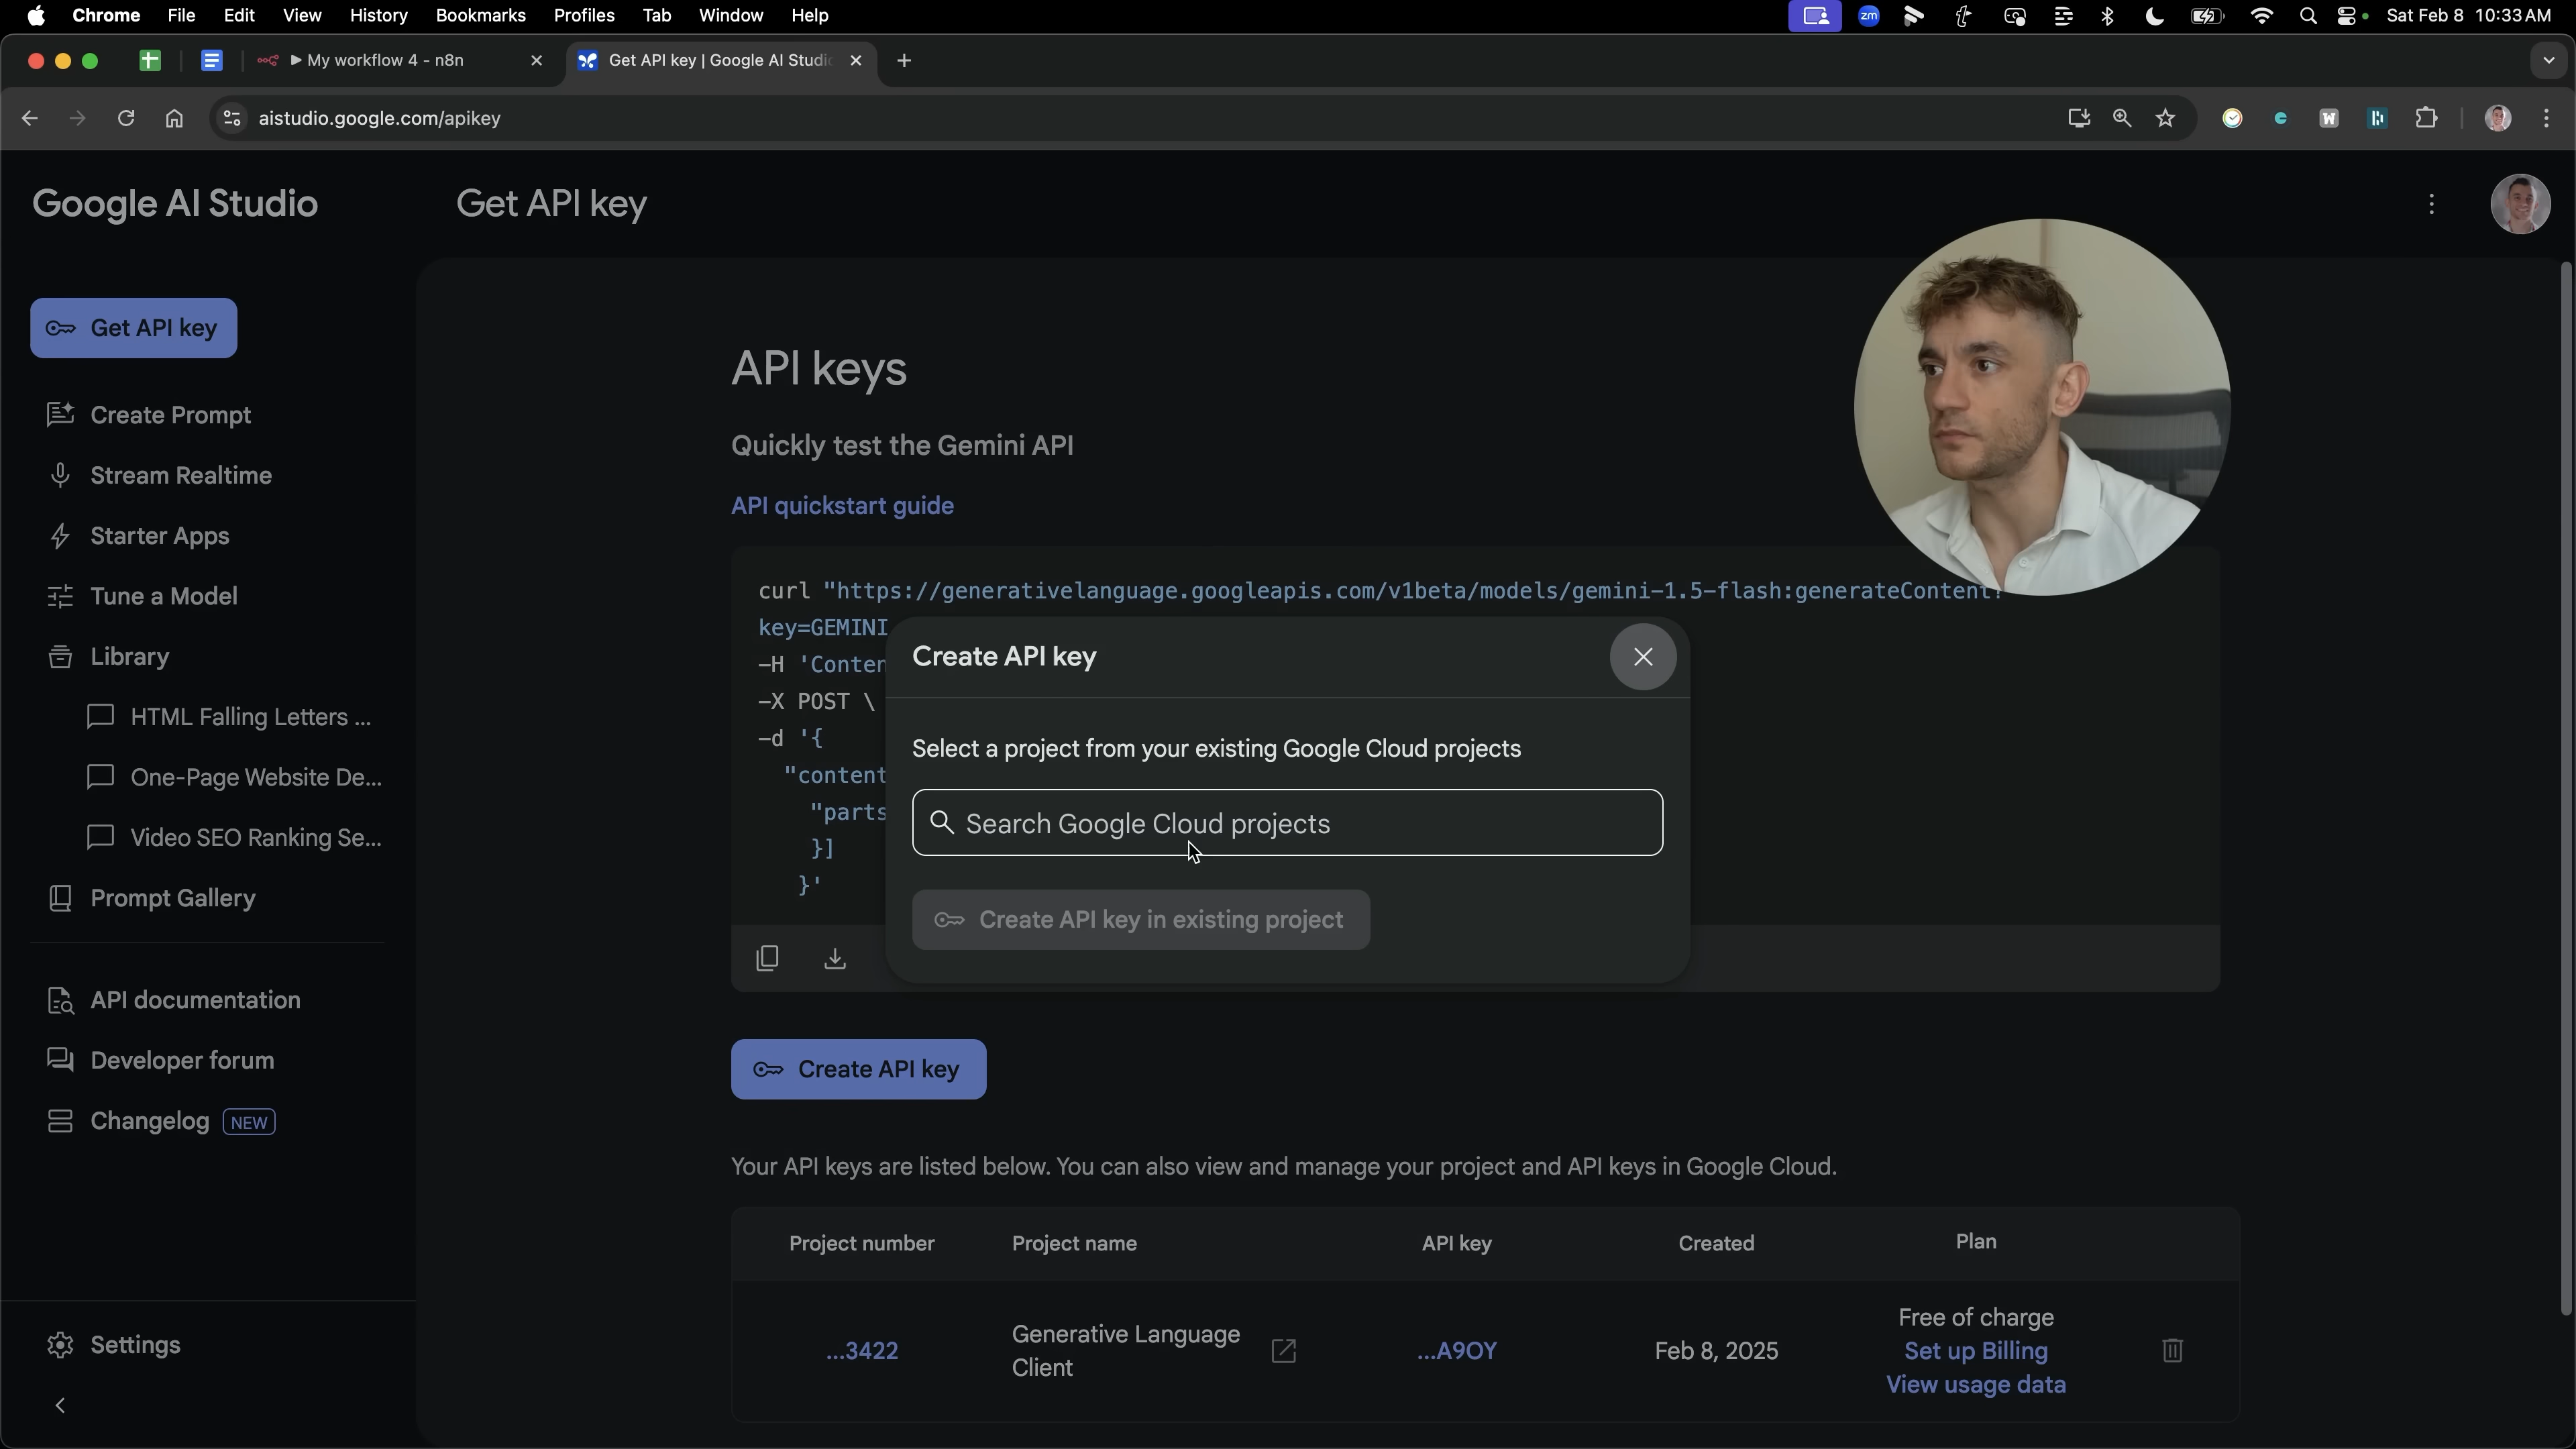 Chrome File Edit View History Bookmarks Profiles Tab Window Help
zm
Sat Feb 8 10:33 AM
My workflow 4 - n8n
Get API key | Google AI Studi
aistudio.google.com/apikey
Google AI Studio
Get API key
Get API key
Create Prompt
Stream Realtime
Starter Apps
Tune a Model
Library
HTML Falling Letters ...
One-Page Website De...
Video SEO Ranking Se...
Prompt Gallery
API documentation
Developer forum
Changelog NEW
Settings
API keys
Quickly test the Gemini API
API quickstart guide
curl "https://generativelanguage.googleapis.com/v1beta/models/gemini-1.5-flash:generateContent?
key=GEMINI
-H 'Conten
-X POST \
-d '{
"content
"parts
}]
}'
Create API key
Select a project from your existing Google Cloud projects
Search Google Cloud projects
Create API key in existing project
Create API key
Your API keys are listed below. You can also view and manage your project and API keys in Google Cloud.
Project number Project name API key Created Plan
...3422
Generative Language
Client
...A9OY
Feb 8, 2025
Free of charge
Set up Billing
View usage data